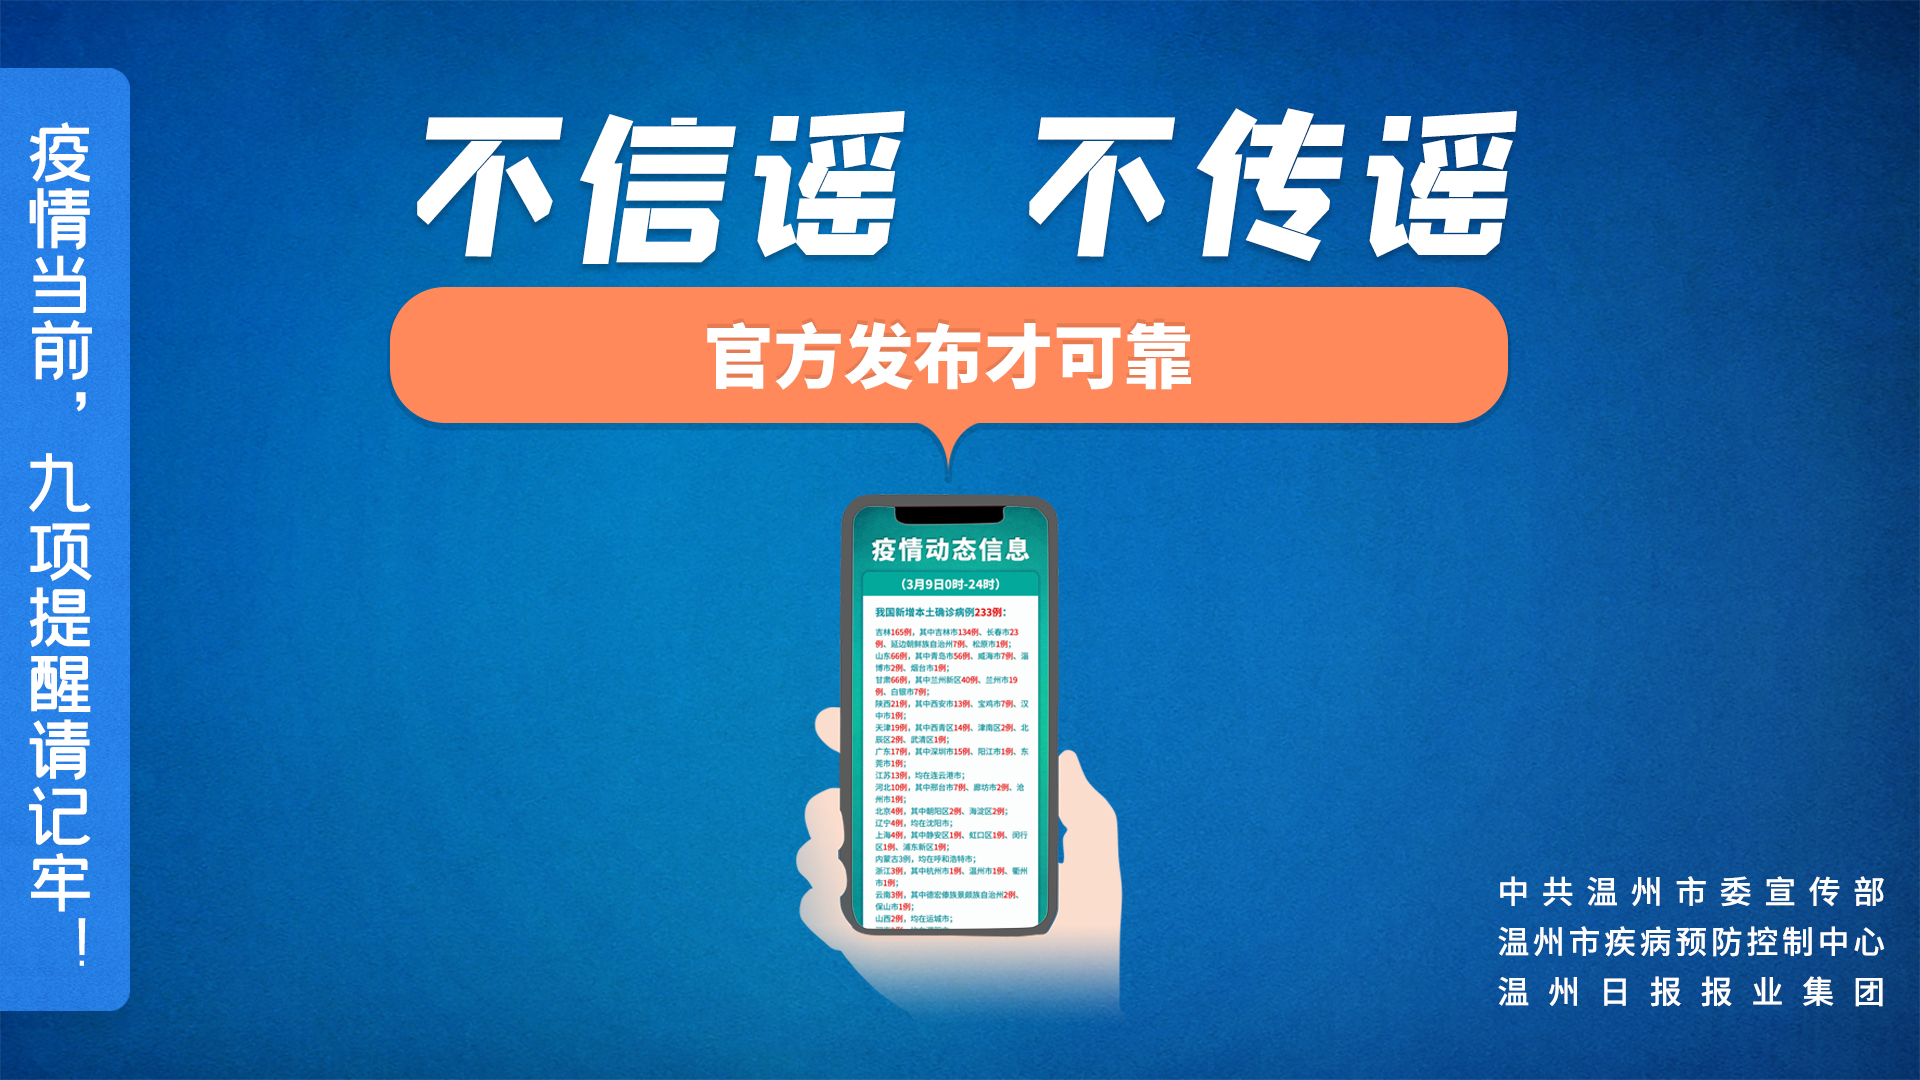 疫情当前，九项提醒请记牢！
不信谣 不传谣
官方发布才可靠
疫情动态信息
（3月9日0时-24时）
我国新增本土确诊病例233例：
吉林165例，其中吉林市134例、长春市23
例、延边朝鲜族自治州7例、松原市1例；
山东66例，其中青岛市56例、威海市7例、淄
博市2例、烟台市1例；
甘肃66例，其中兰州新区40例、兰州市19
例、白银市7例；
陕西21例，其中西安市13例、宝鸡市7例、汉
中市1例；
天津19例，其中西青区14例、津南区2例、北
辰区2例、武清区1例；
广东17例，其中深圳市15例、阳江市1例、东
莞市1例；
江苏13例，均在连云港市；
河北10例，其中邢台市7例、廊坊市2例、沧
州市1例；
北京4例，其中朝阳区2例、海淀区2例；
辽宁4例，均在沈阳市；
上海4例，其中静安区1例、虹口区1例、闵行
区1例、浦东新区1例；
内蒙古3例，均在呼和浩特市；
浙江3例，其中杭州市1例、温州市1例、衢州
市1例；
云南3例，其中德宏傣族景颇族自治州2例、
保山市1例；
山西2例，均在运城市；
中共温州市委宣传部
温州市疾病预防控制中心
温州日报报业集团